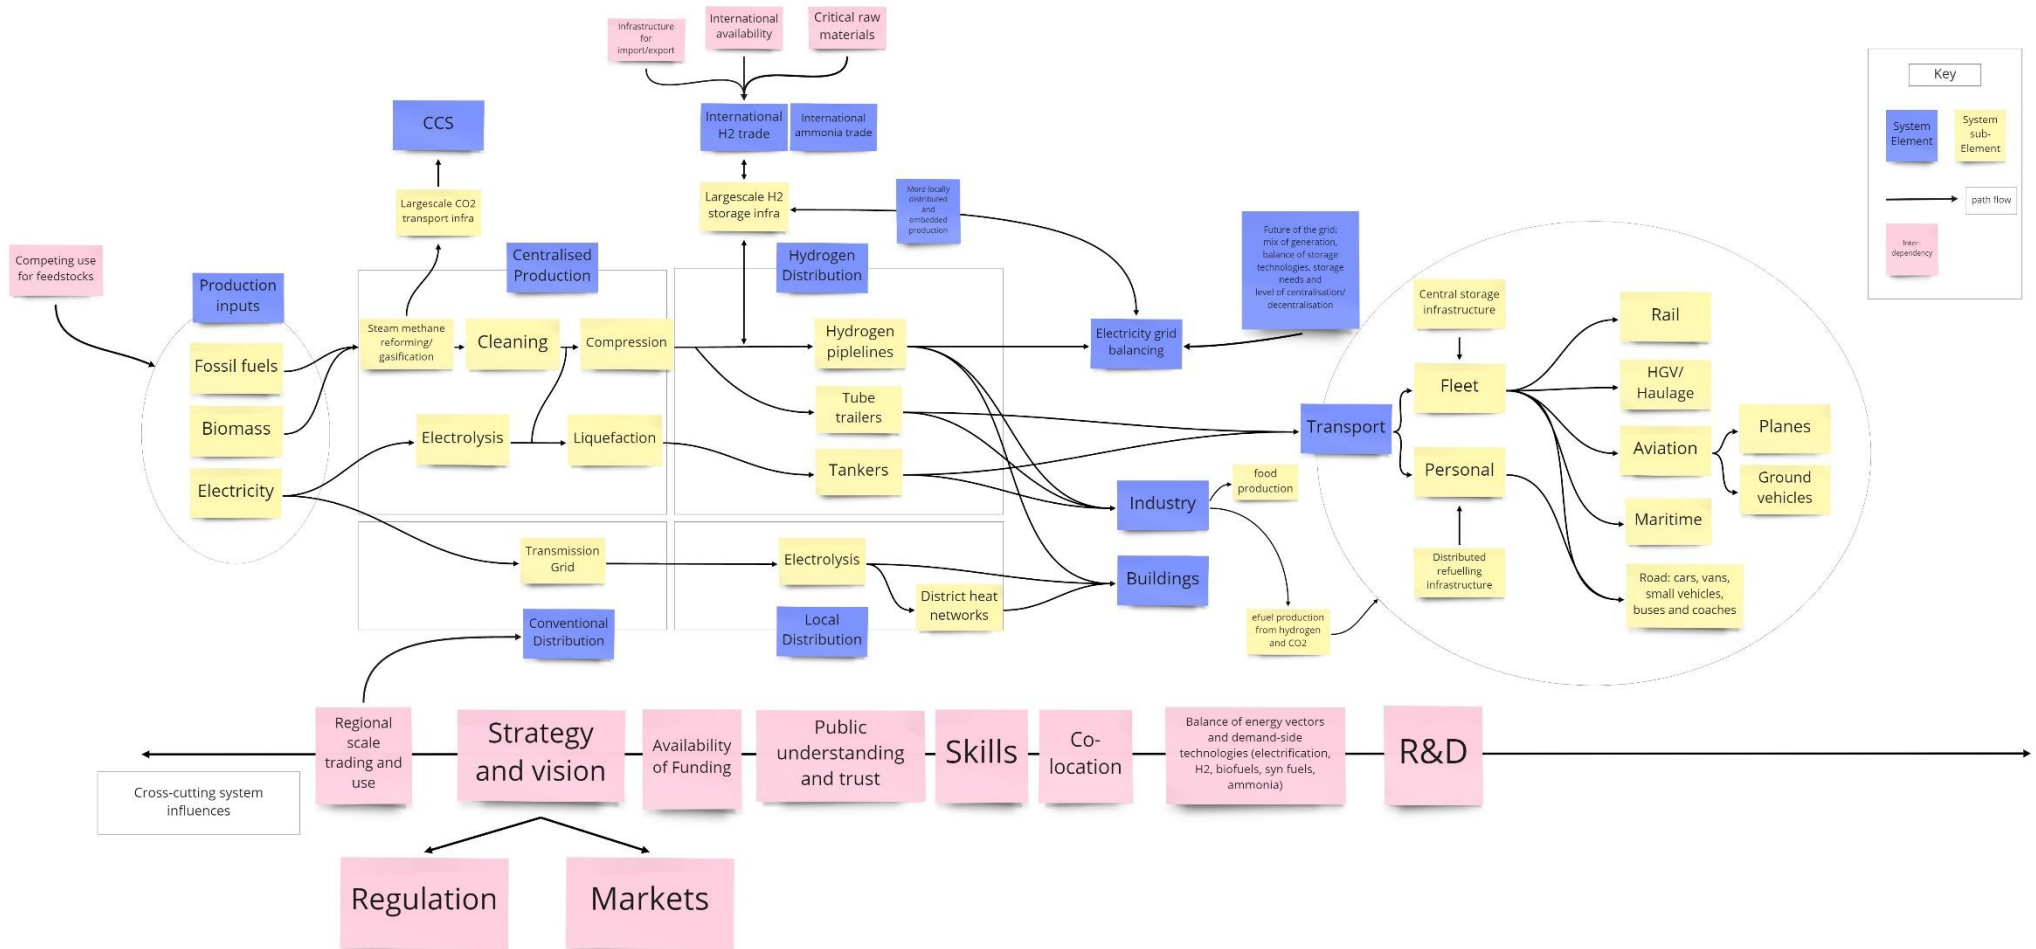 Infrastructure
for
import/export
International
availability
Critical raw
materials
Key
System
Element
System
sub-
Element
path flow
Inter-
dependency
CCS
International
H2 trade
International
ammonia trade
Largescale CO2
transport infra
Largescale H2
storage infra
More locally
distributed
and
embedded
production
Future of the grid:
mix of generation,
balance of storage
technologies, storage
needs and
level of centralisation/
decentralisation
Competing use
for feedstocks
Production
inputs
Centralised
Production
Hydrogen
Distribution
Central storage
infrastructure
Rail
Fossil fuels
Steam methane
reforming/
gasification
Cleaning
Compression
Hydrogen
piplelines
Electricity grid
balancing
Fleet
HGV/
Haulage
Biomass
Electrolysis
Liquefaction
Tube
trailers
Transport
Aviation
Planes
Electricity
Tankers
Personal
Ground
vehicles
food
production
Industry
Maritime
Transmission
Grid
Electrolysis
Buildings
Distributed
refuelling
infrastructure
District heat
networks
Road: cars, vans,
small vehicles,
buses and coaches
Conventional
Distribution
Local
Distribution
efuel production
from hydrogen
and CO2
Regional
scale
trading and
use
Strategy
and vision
Availability
of Funding
Public
understanding
and trust
Skills
Co-
location
Balance of energy vectors
and demand-side
technologies (electrification,
H2, biofuels, syn fuels,
ammonia)
R&D
Cross-cutting system
influences
Regulation
Markets